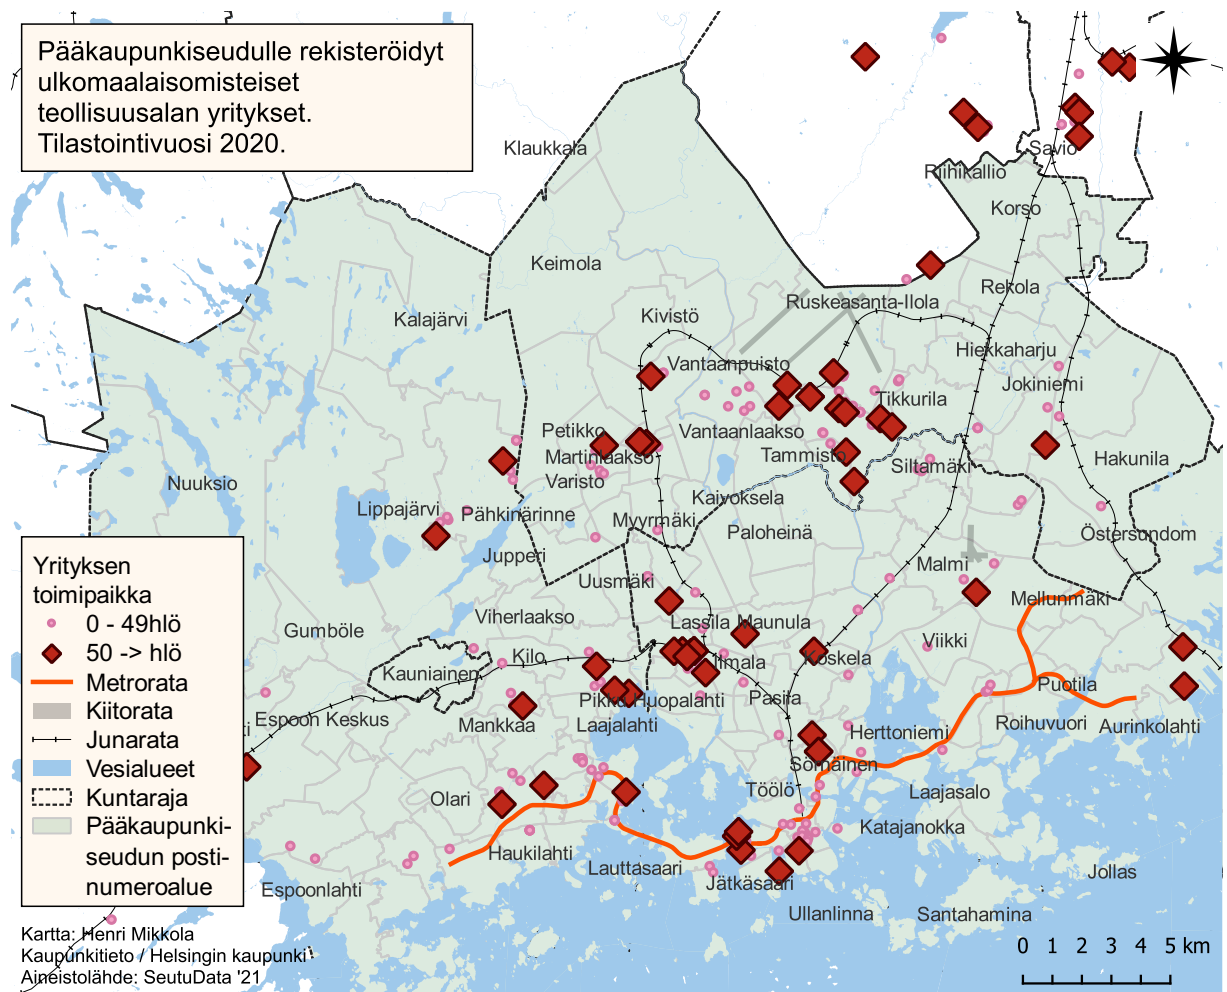 Pääkaupunkiseudulle rekisteröidyt
ulkomaalaisomisteiset
teollisuusalan yritykset.
Tilastointivuosi 2020.
Klaukkala
Savio
Riihikallio
Korso
Keimola
Rekola
Ruskeasanta-Ilola
Kivistö
Kalajärvi
Hiekkaharju
Vantaanpuisto
Jokiniemi
Tikkurila
Petikko
Vantaanlaakso
Martinlaakso
Tammisto
Hakunila
Siltamäki
Varisto
Nuuksio
Kaivoksela
Lippajärvi
Pähkinärinne
Myyrmäki
Paloheinä
Östersundom
Jupperi
Malmi
Uusmäki
Mellunmäki
Viherlaakso
Lassila
Maunula
Gumböle
Viikki
Kilo
Ilmala
Koskela
Kauniainen
Puotila
Pikku Huopalahti
Pasila
Espoon Keskus
Mankkaa
Laajalahti
Roihuvuori
Aurinkolahti
Herttoniemi
Sörnäinen
Töölö
Laajasalo
Olari
Katajanokka
Haukilahti
Lauttasaari
Jollas
Jätkäsaari
Espoonlahti
Ullanlinna
Santahamina
Yrityksen
toimipaikka
0 - 49hlö
50 -> hlö
Metrorata
Kiitorata
Junarata
Vesialueet
Kuntaraja
Pääkaupunki-
seudun posti-
numeroalue
Kartta: Henri Mikkola
Kaupunkitieto / Helsingin kaupunki
Aineistolähde: SeutuData '21
0 1 2 3 4 5 km